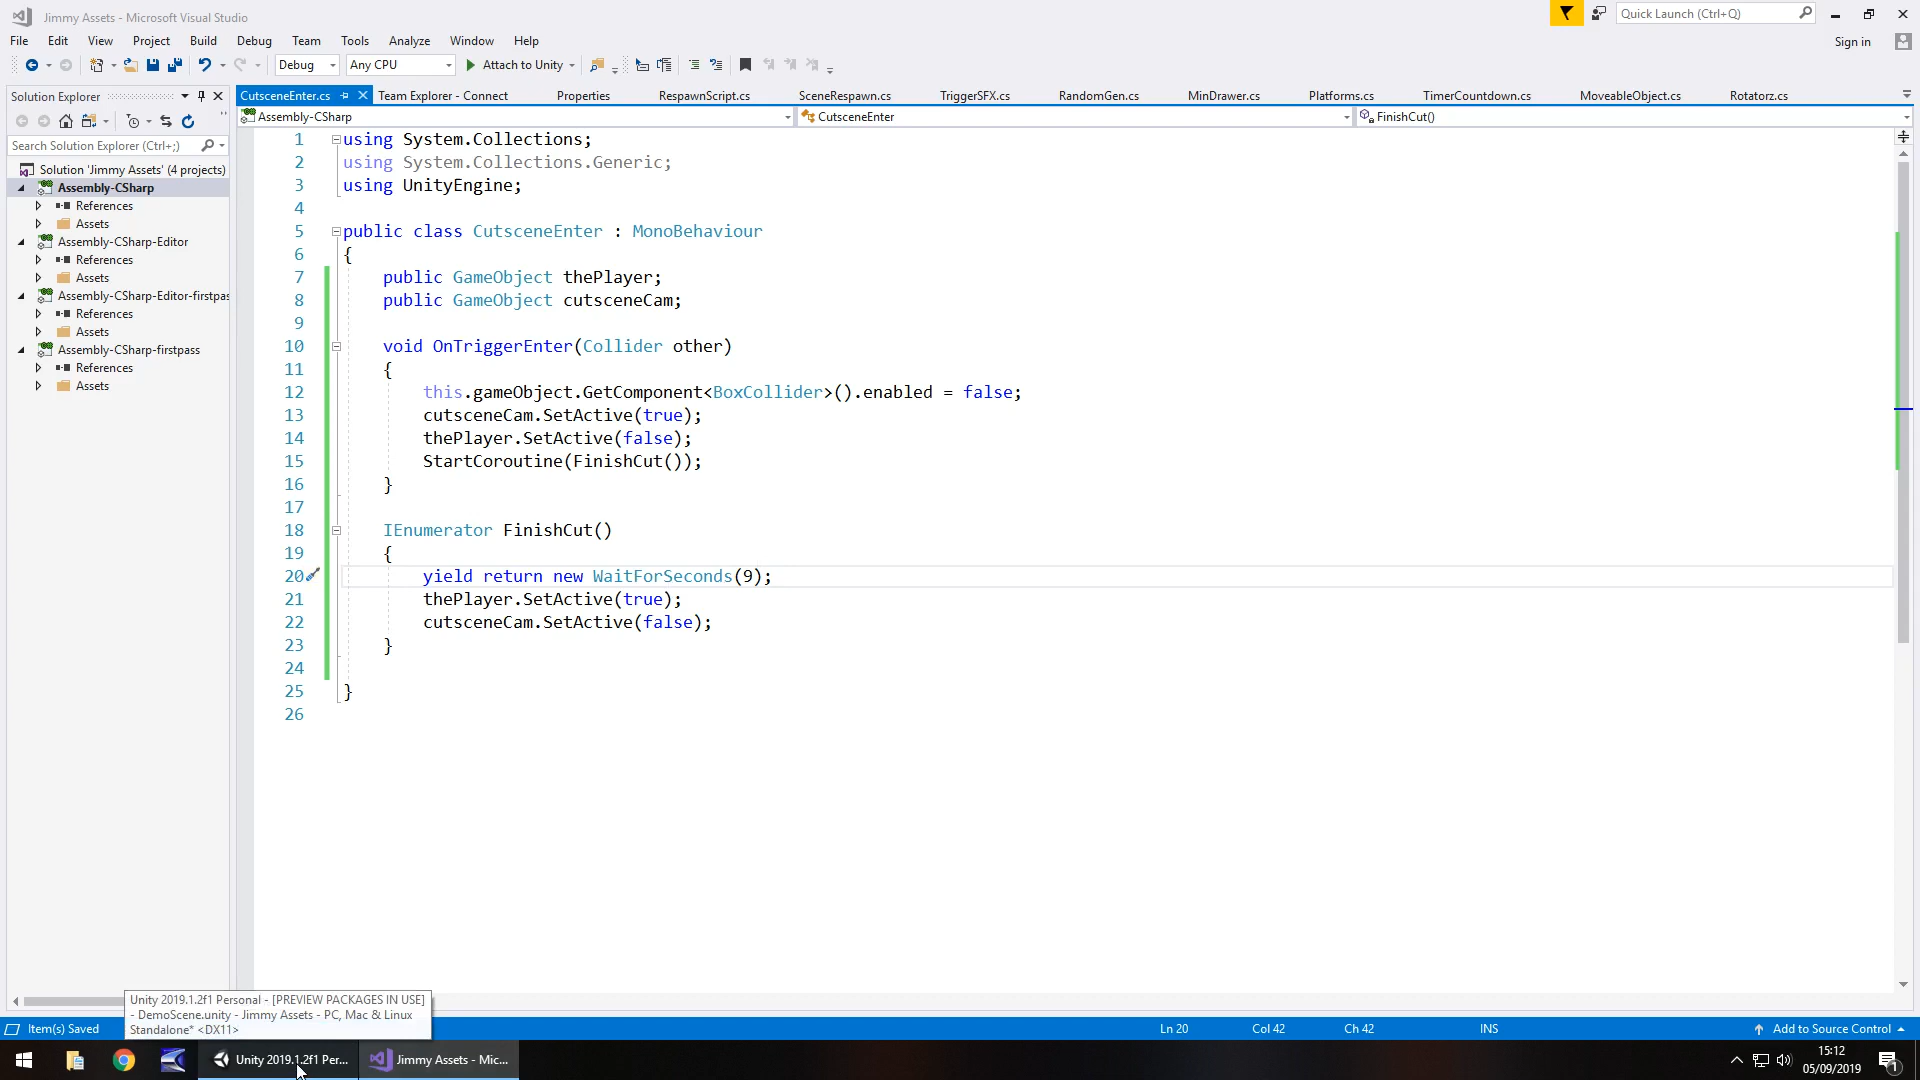 Jimmy Assets - Microsoft Visual Studio
Quick Launch (Ctrl+Q)
File Edit View Project Build Debug Team Tools Analyze Window Help
Sign in
Debug Any CPU Attach to Unity
Solution Explorer
CutsceneEnter.cs Team Explorer - Connect Properties RespawnScript.cs SceneRespawn.cs TriggerSFX.cs RandomGen.cs MinDrawer.cs Platforms.cs TimerCountdown.cs MoveableObject.cs Rotatorz.cs
Assembly-CSharp CutsceneEnter FinishCut()
Search Solution Explorer (Ctrl+;)
Solution 'Jimmy Assets' (4 projects)
Assembly-CSharp
References
Assets
Assembly-CSharp-Editor
References
Assets
Assembly-CSharp-Editor-firstpas
References
Assets
Assembly-CSharp-firstpass
References
Assets
1 using System.Collections;
2 using System.Collections.Generic;
3 using UnityEngine;
4
5 public class CutsceneEnter : MonoBehaviour
6 {
7 public GameObject thePlayer;
8 public GameObject cutsceneCam;
9
10 void OnTriggerEnter(Collider other)
11 {
12 this.gameObject.GetComponent<BoxCollider>().enabled = false;
13 cutsceneCam.SetActive(true);
14 thePlayer.SetActive(false);
15 StartCoroutine(FinishCut());
16 }
17
18 IEnumerator FinishCut()
19 {
20 yield return new WaitForSeconds(9);
21 thePlayer.SetActive(true);
22 cutsceneCam.SetActive(false);
23 }
24
25 }
26
Unity 2019.1.2f1 Personal - [PREVIEW PACKAGES IN USE]
- DemoScene.unity - Jimmy Assets - PC, Mac & Linux
Standalone* <DX11>
Item(s) Saved Ln 20 Col 42 Ch 42 INS Add to Source Control
Unity 2019.1.2f1 Per... Jimmy Assets - Mic...
15:12
05/09/2019
1